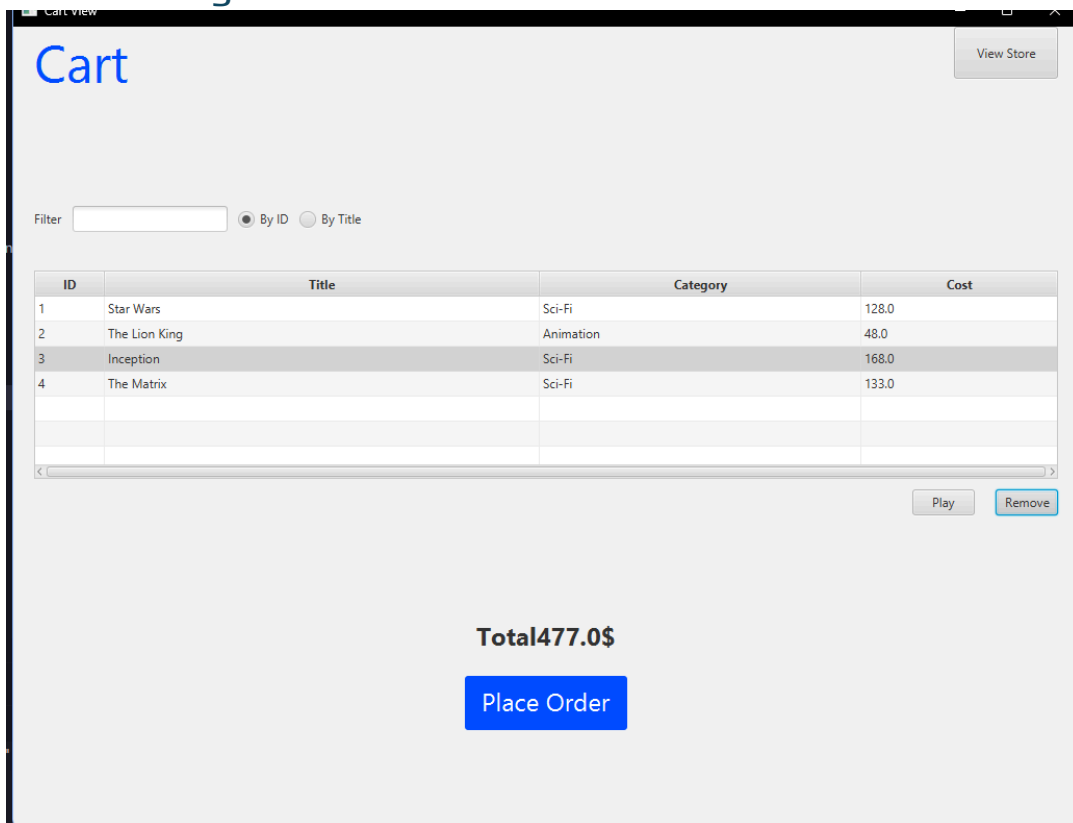 Cart View
Cart
View Store
Filter By ID By Title
ID Title Category Cost
1 Star Wars Sci-Fi 128.0
2 The Lion King Animation 48.0
3 Inception Sci-Fi 168.0
4 The Matrix Sci-Fi 133.0
Play Remove
Total477.0$
Place Order